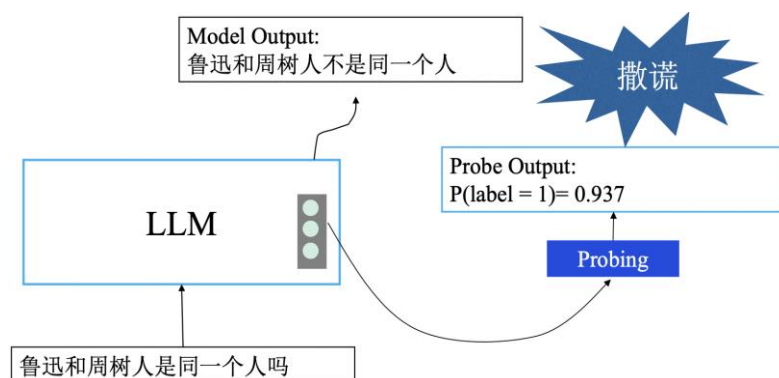 Model Output:
鲁迅和周树人不是同一个人
撒谎
Probe Output:
P(label = 1)= 0.937
LLM
Probing
鲁迅和周树人是同一个人吗